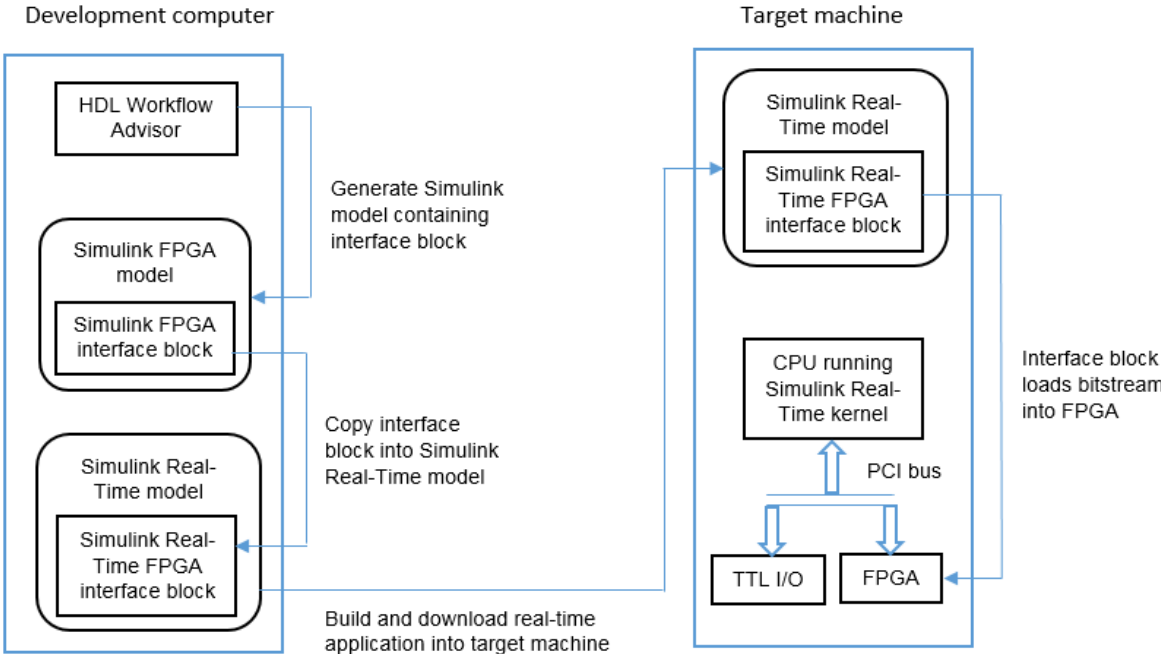 Development computer
Target machine
HDL Workflow
Advisor
Generate Simulink
model containing
interface block
Simulink FPGA
model
Simulink FPGA
interface block
Copy interface
block into Simulink
Real-Time model
Simulink Real-
Time model
Simulink Real-
Time FPGA
interface block
Build and download real-time
application into target machine
Simulink Real-
Time model
Simulink Real-
Time FPGA
interface block
CPU running
Simulink Real-
Time kernel
PCI bus
TTL I/O
FPGA
Interface block
loads bitstream
into FPGA